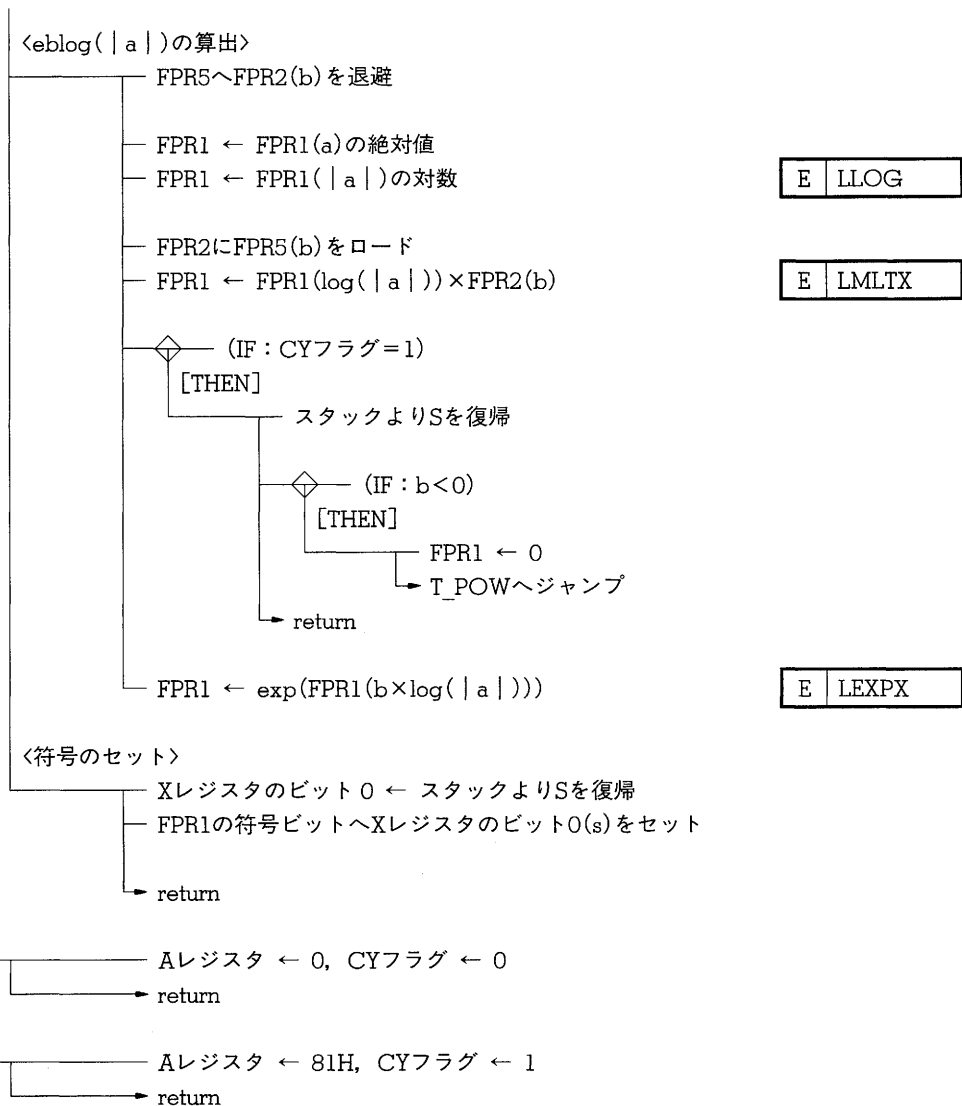 〈eblog(|a|)の算出〉
FPR5へFPR2(b)を退避
FPR1 ← FPR1(a)の絶対値
FPR1 ← FPR1(|a|)の対数 E LLOG
FPR2にFPR5(b)をロード
FPR1 ← FPR1(log(|a|))×FPR2(b) E LMLTX
(IF：CYフラグ＝1)
[THEN]
スタックよりSを復帰
(IF：b＜0)
[THEN]
FPR1 ← 0
T_POWへジャンプ
return
FPR1 ← exp(FPR1(b×log(|a|))) E LEXPX
〈符号のセット〉
Xレジスタのビット0 ← スタックよりSを復帰
FPR1の符号ビットへXレジスタのビット0(s)をセット
return
Aレジスタ ← 0, CYフラグ ← 0
return
Aレジスタ ← 81H, CYフラグ ← 1
return